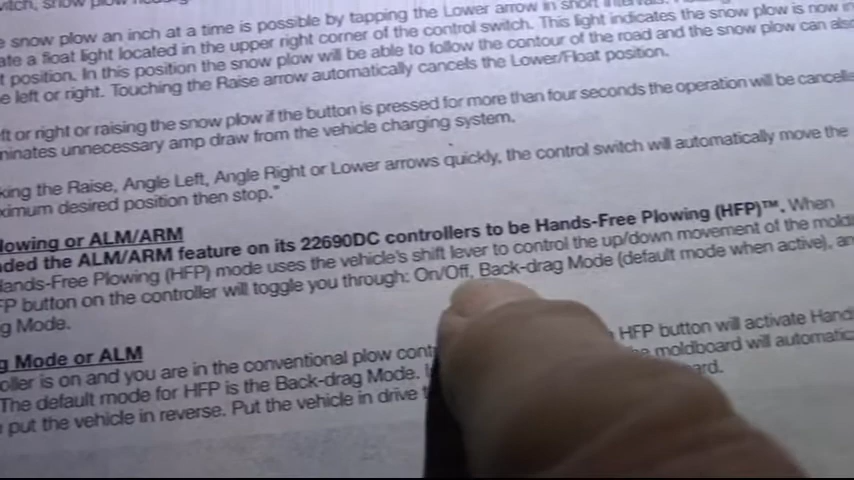 vitch, snow plow
e snow plow an inch at a time is possible by tapping the Lower arrow in short intervals.
ate a float light located in the upper right corner of the control switch. This light indicates the snow plow is now in
t position. In this position the snow plow will be able to follow the contour of the road and the snow plow can also
e left or right. Touching the Raise arrow automatically cancels the Lower/Float position.
ft or right or raising the snow plow if the button is pressed for more than four seconds the operation will be cancelle
minates unnecessary amp draw from the vehicle charging system.
king the Raise, Angle Left, Angle Right or Lower arrows quickly, the control switch will automatically move the
ximum desired position then stop."
lowing or ALM/ARM
ded the ALM/ARM feature on its 22690DC controllers to be Hands-Free Plowing (HFP)™. When
Hands-Free Plowing (HFP) mode uses the vehicle's shift lever to control the up/down movement of the mold
FP button on the controller will toggle you through: On/Off, Back-drag Mode (default mode when active), an
g Mode.
g Mode or ALM
oller is on and you are in the conventional plow cont HFP button will activate Hand
The default mode for HFP is the Back-drag Mode. moldboard will automatic
put the vehicle in reverse. Put the vehicle in drive ard.